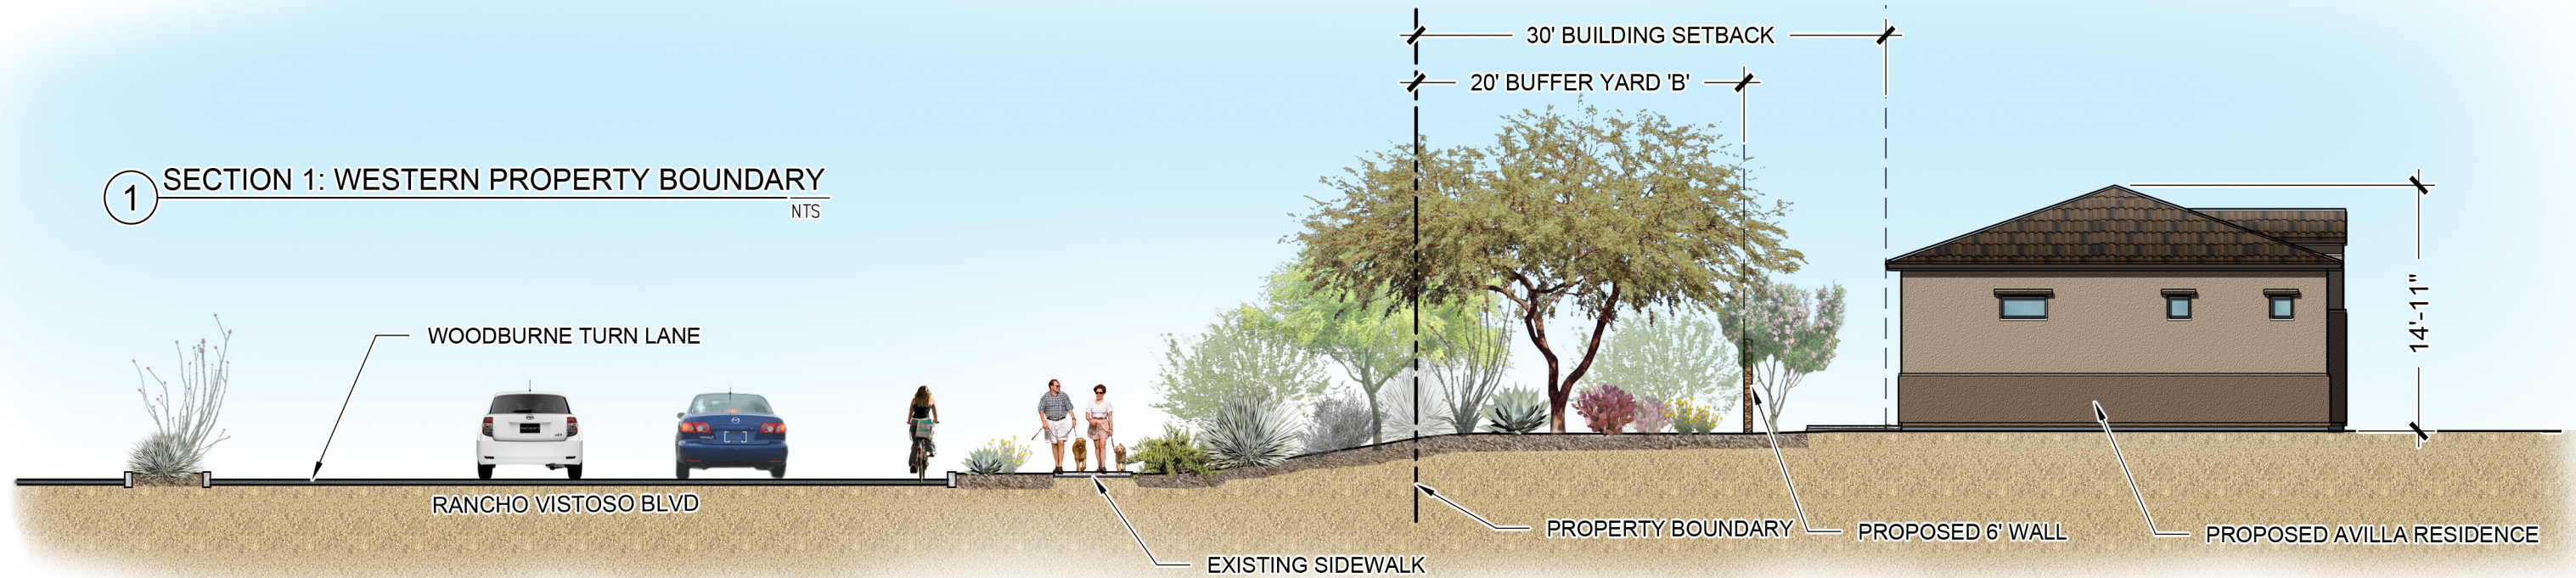 30' BUILDING SETBACK
20' BUFFER YARD 'B'
1
SECTION 1: WESTERN PROPERTY BOUNDARY
NTS
14'-11"
WOODBURNE TURN LANE
RANCHO VISTOSO BLVD
PROPERTY BOUNDARY
PROPOSED 6' WALL
PROPOSED AVILLA RESIDENCE
EXISTING SIDEWALK